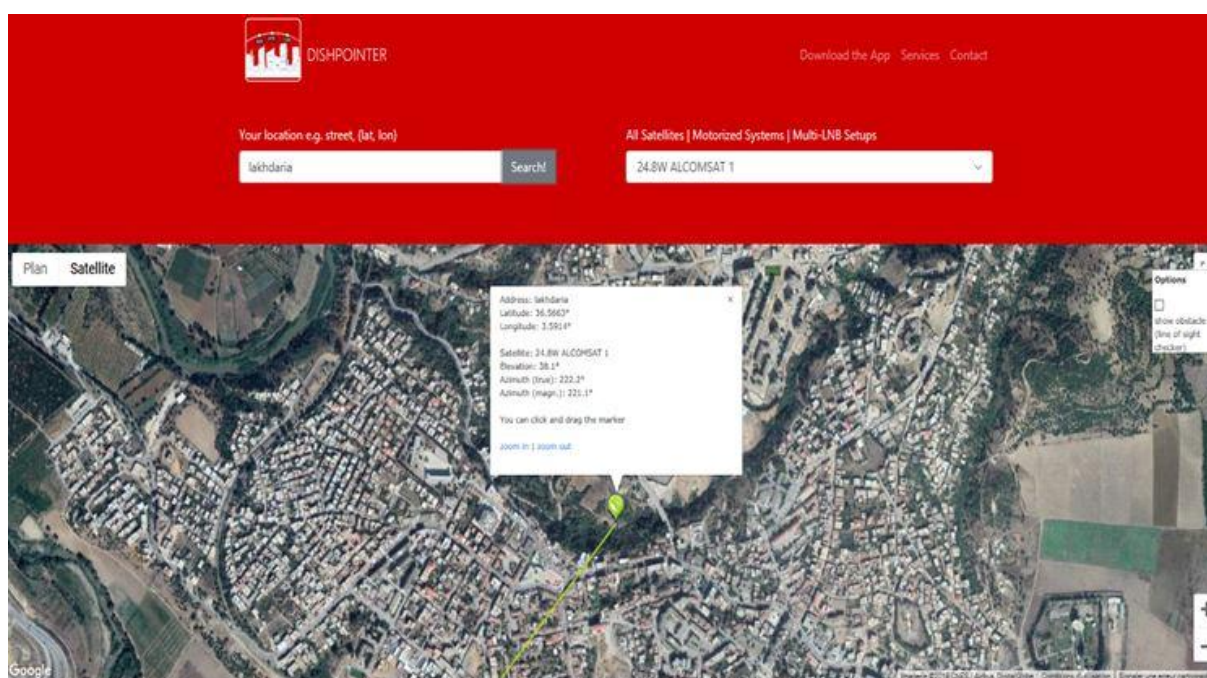 DISHPOINTER
Download the App Services Contact
Your location e.g. street, (lat, lon)
All Satellites | Motorized Systems | Multi-LNB Setups
lakhdaria
Search!
24.8W ALCOMSAT 1
Plan Satellite
Address: lakhdaria
Latitude: 36.5663°
Longitude: 3.5914°
Satellite: 24.8W ALCOMSAT 1
Elevation: 38.1°
Azimuth (true): 222.2°
Azimuth (magn.): 221.1°
You can click and drag the marker
zoom in | zoom out
Options
show obstacle
(line of sight
checker)
Google